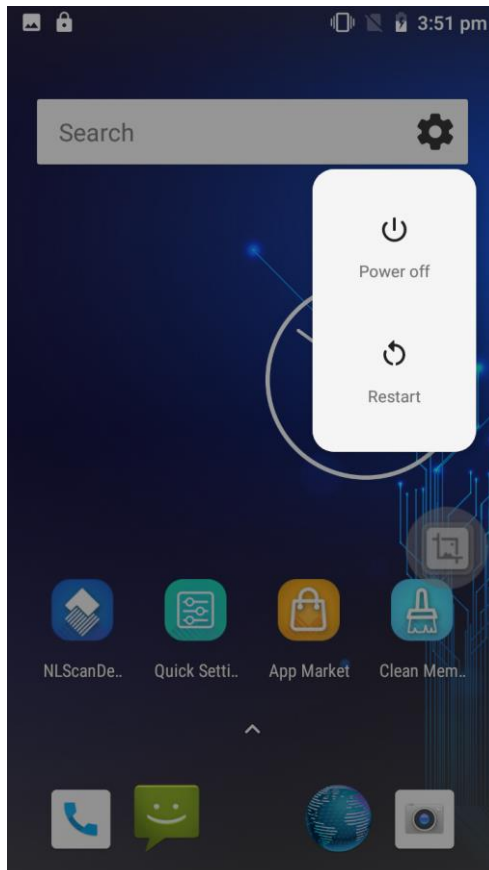 3:51 pm
Search
Power off
Restart
NLScanDe..
Quick Setti..
App Market
Clean Mem..